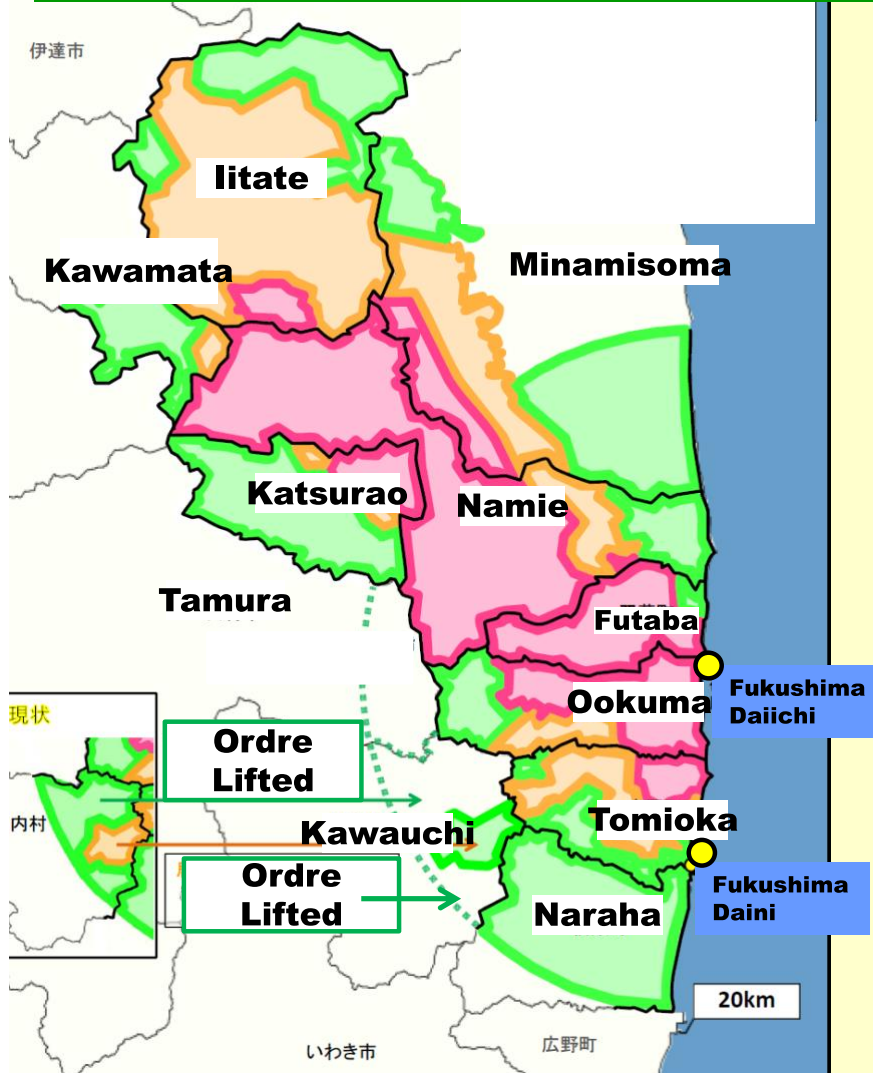 伊達市
Iitate
Kawamata
Minamisoma
Katsurao
Namie
Tamura
Futaba
Ookuma
Fukushima
Daiichi
現状
Ordre
Lifted
内村
Kawauchi
Tomioka
Ordre
Lifted
Fukushima
Daini
Naraha
20km
いわき市
広野町